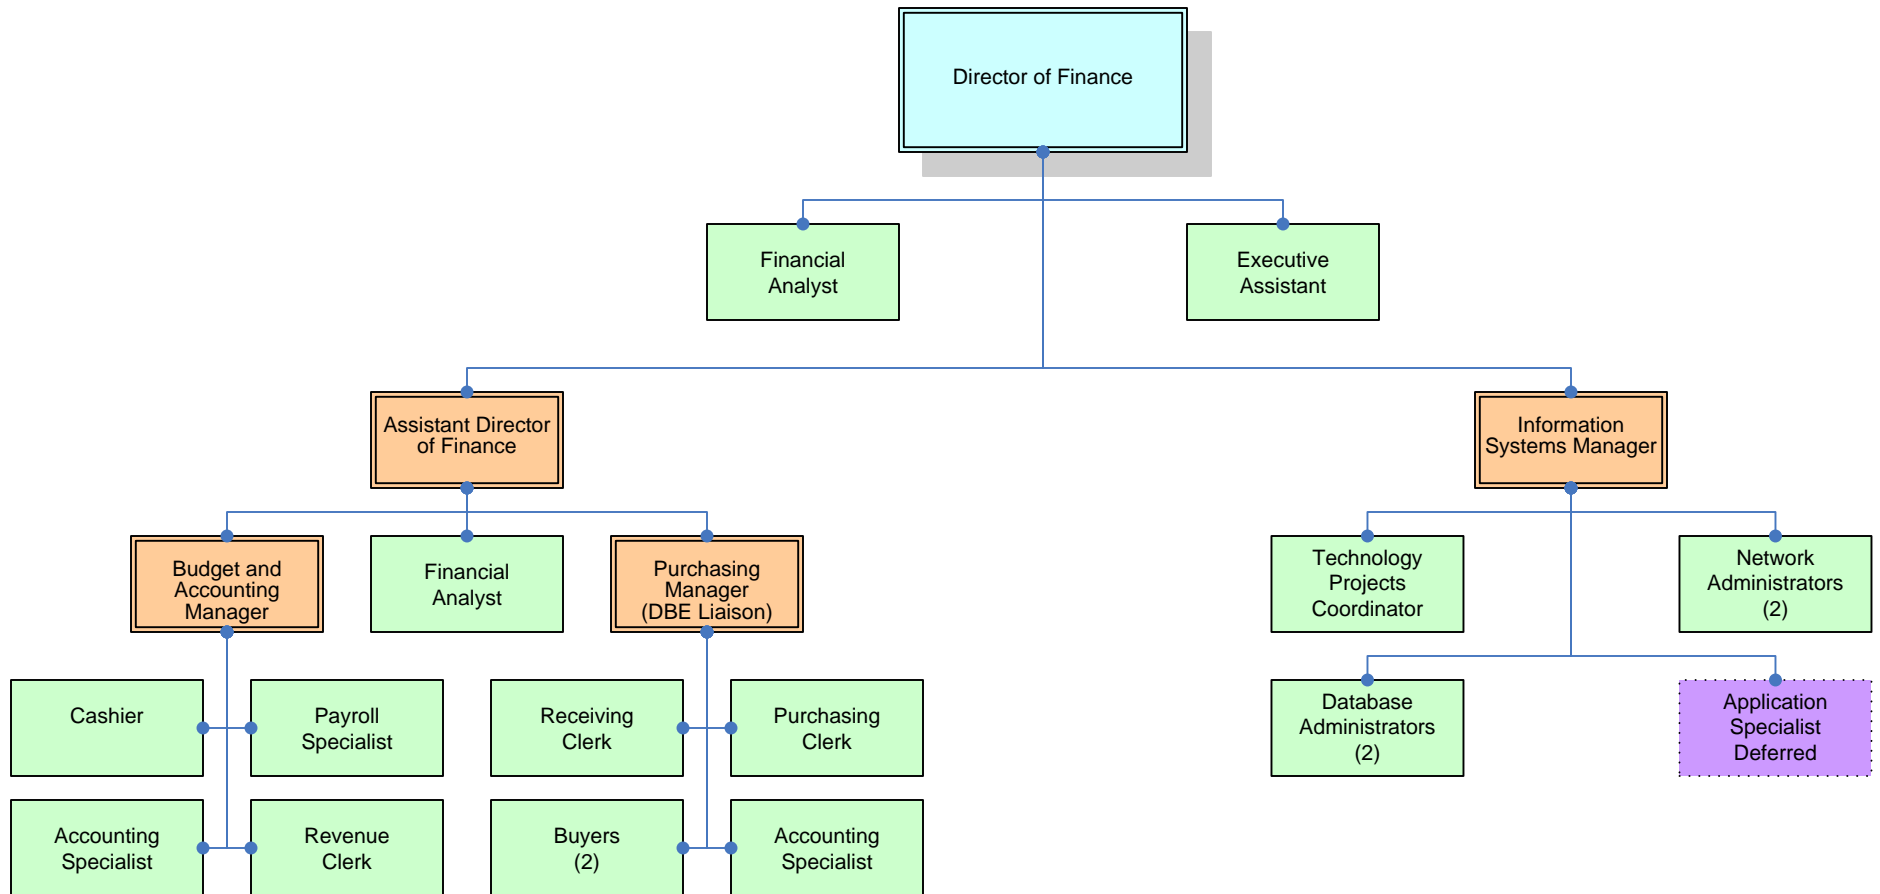 Director of Finance
Financial
Analyst
Executive
Assistant
Assistant Director
of Finance
Information
Systems Manager
Budget and
Accounting
Manager
Financial
Analyst
Purchasing
Manager
(DBE Liaison)
Technology
Projects
Coordinator
Network
Administrators
(2)
Cashier
Payroll
Specialist
Receiving
Clerk
Purchasing
Clerk
Database
Administrators
(2)
Application
Specialist
Deferred
Accounting
Specialist
Revenue
Clerk
Buyers
(2)
Accounting
Specialist